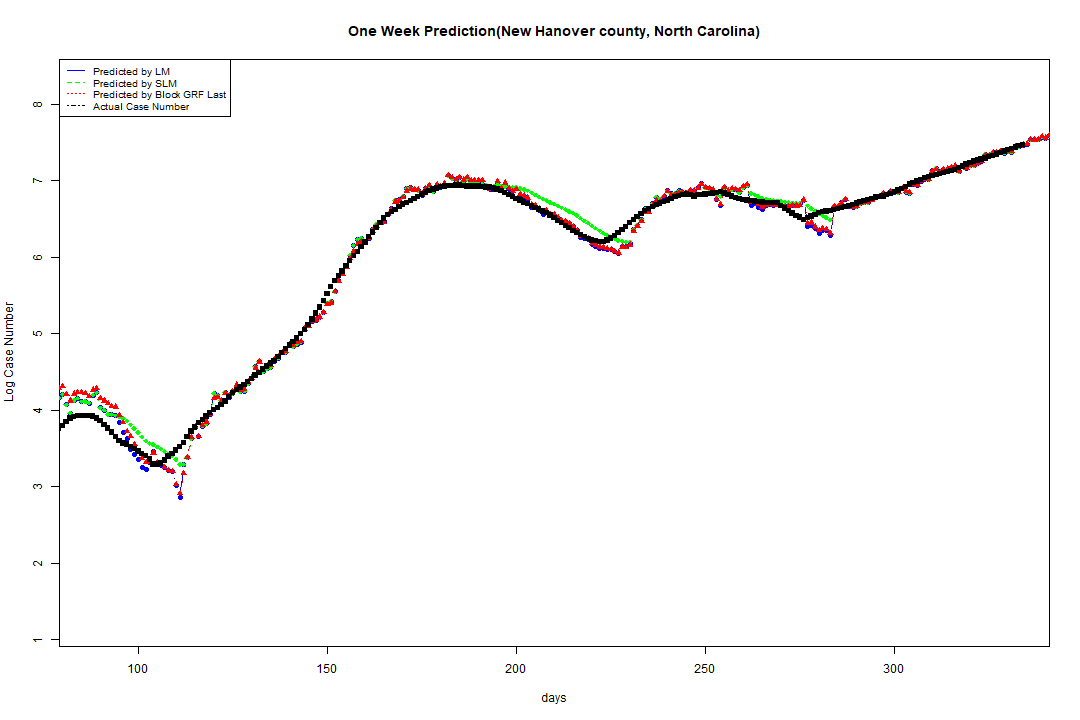 One Week Prediction(New Hanover county, North Carolina)
Predicted by LM
Predicted by SLM
Predicted by Block GRF Last
Actual Case Number
8
7
6
5
4
3
2
1
Log Case Number
100 150 200 250 300
days